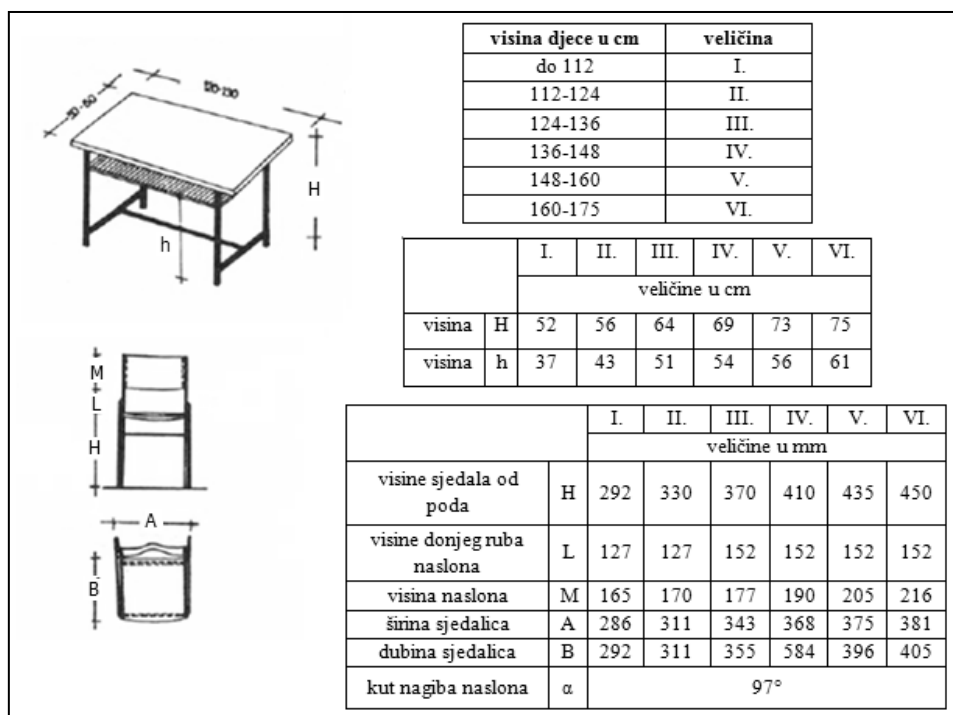 50-60
120-130
H
h
M
L
H
A
B
visina djece u cm veličina
do 112 I.
112-124 II.
124-136 III.
136-148 IV.
148-160 V.
160-175 VI.
I. II. III. IV. V. VI.
veličine u cm
visina H 52 56 64 69 73 75
visina h 37 43 51 54 56 61
I. II. III. IV. V. VI.
veličine u mm
visine sjedala od
poda H 292 330 370 410 435 450
visine donjeg ruba
naslona L 127 127 152 152 152 152
visina naslona M 165 170 177 190 205 216
širina sjedalica A 286 311 343 368 375 381
dubina sjedalica B 292 311 355 584 396 405
kut nagiba naslona α 97°